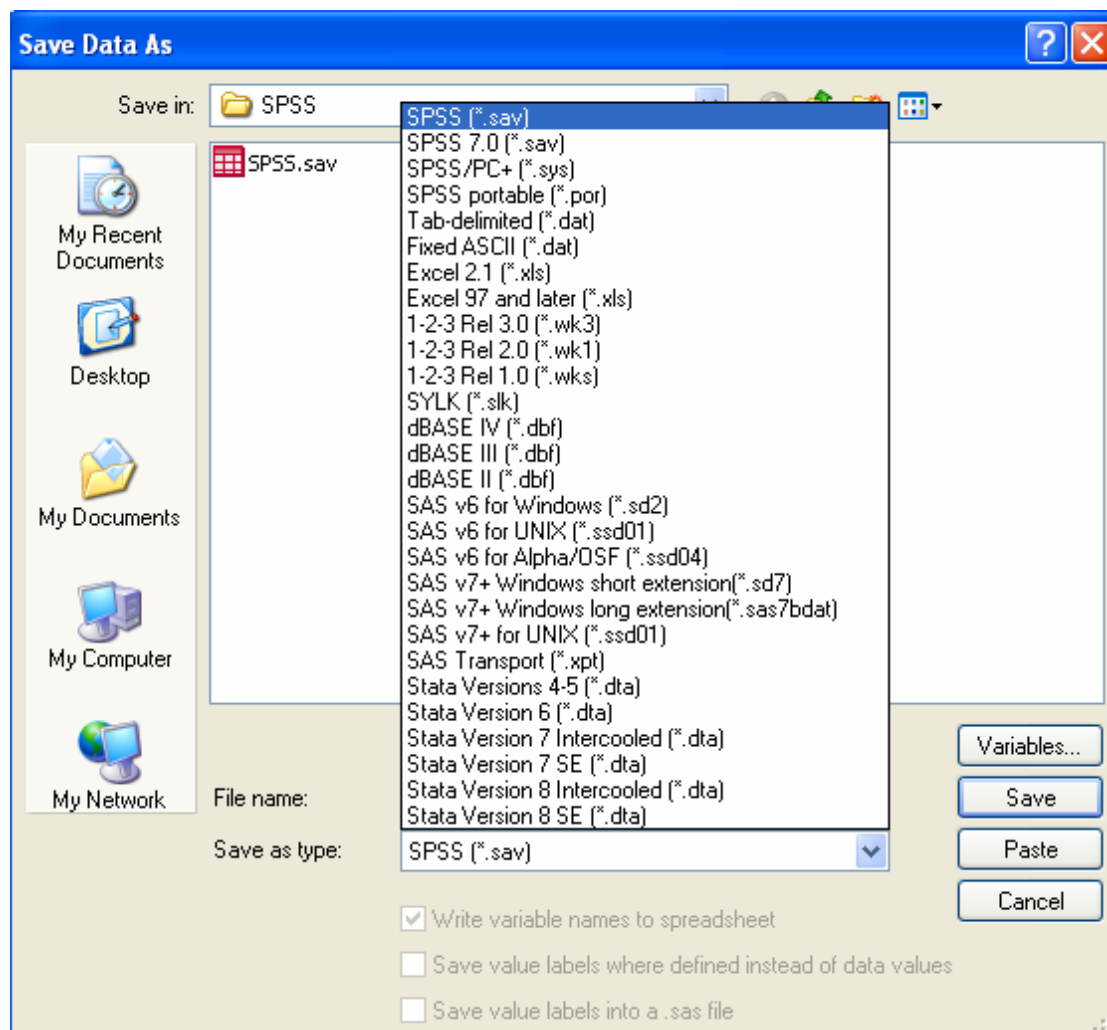 Save Data As
Save in:
SPSS
SPSS.sav
My Recent
Documents
Desktop
My Documents
My Computer
My Network
SPSS (*.sav)
SPSS 7.0 (*.sav)
SPSS/PC+ (*.sys)
SPSS portable (*.por)
Tab-delimited (*.dat)
Fixed ASCII (*.dat)
Excel 2.1 (*.xls)
Excel 97 and later (*.xls)
1-2-3 Rel 3.0 (*.wk3)
1-2-3 Rel 2.0 (*.wk1)
1-2-3 Rel 1.0 (*.wks)
SYLK (*.slk)
dBASE IV (*.dbf)
dBASE III (*.dbf)
dBASE II (*.dbf)
SAS v6 for Windows (*.sd2)
SAS v6 for UNIX (*.ssd01)
SAS v6 for Alpha/OSF (*.ssd04)
SAS v7+ Windows short extension(*.sd7)
SAS v7+ Windows long extension(*.sas7bdat)
SAS v7+ for UNIX (*.ssd01)
SAS Transport (*.xpt)
Stata Versions 4-5 (*.dta)
Stata Version 6 (*.dta)
Stata Version 7 Intercooled (*.dta)
Stata Version 7 SE (*.dta)
Stata Version 8 Intercooled (*.dta)
Stata Version 8 SE (*.dta)
File name:
Save as type:
SPSS (*.sav)
Variables...
Save
Paste
Cancel
Write variable names to spreadsheet
Save value labels where defined instead of data values
Save value labels into a .sas file